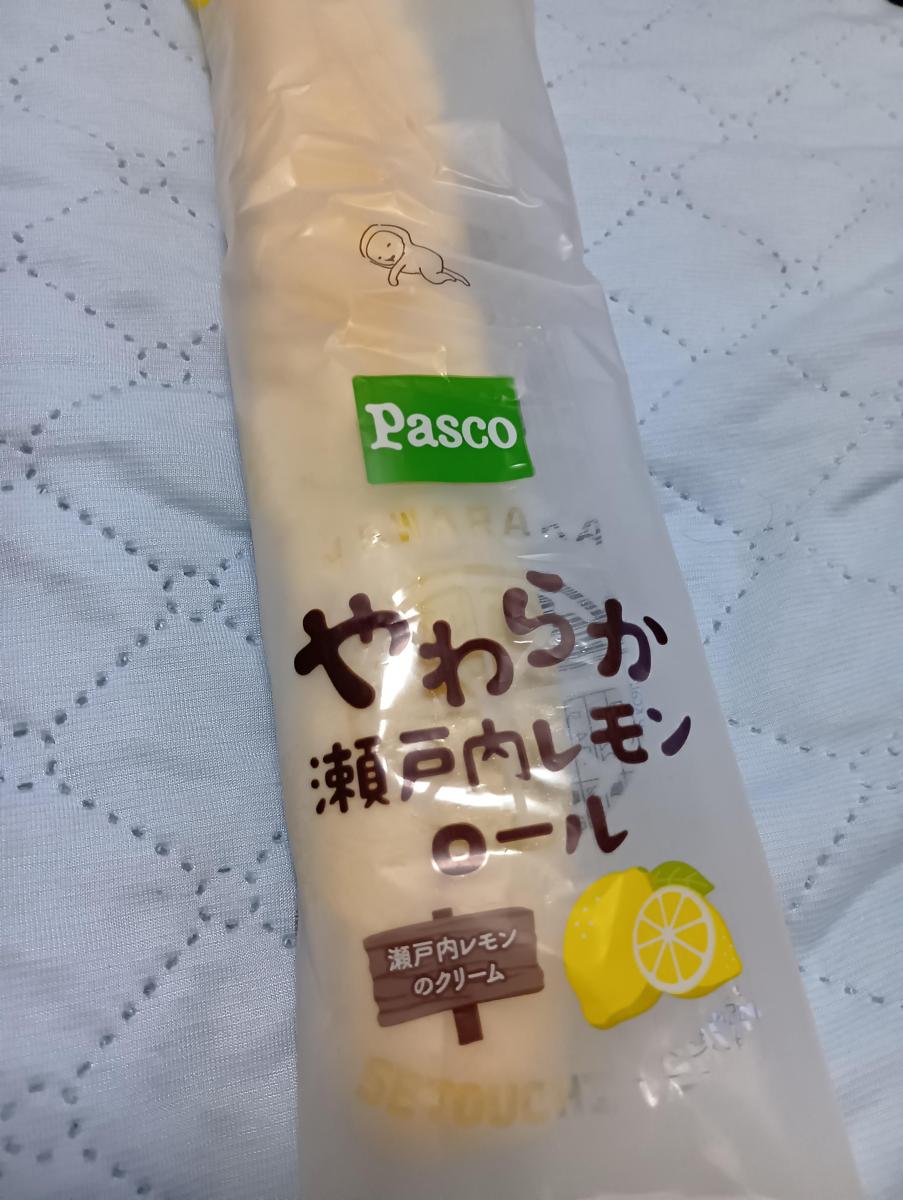 Pasco
やわらか
瀬戸内レモン
ロール
瀬戸内レモン
のクリーム